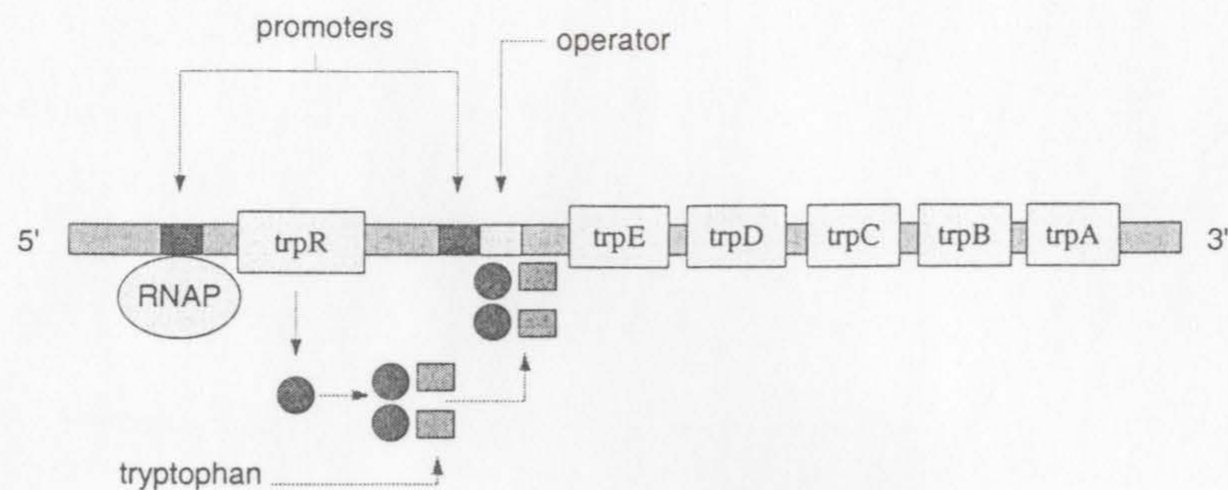 promoters
operator
5' trpR trpE trpD trpC trpB trpA 3'
RNAP
tryptophan